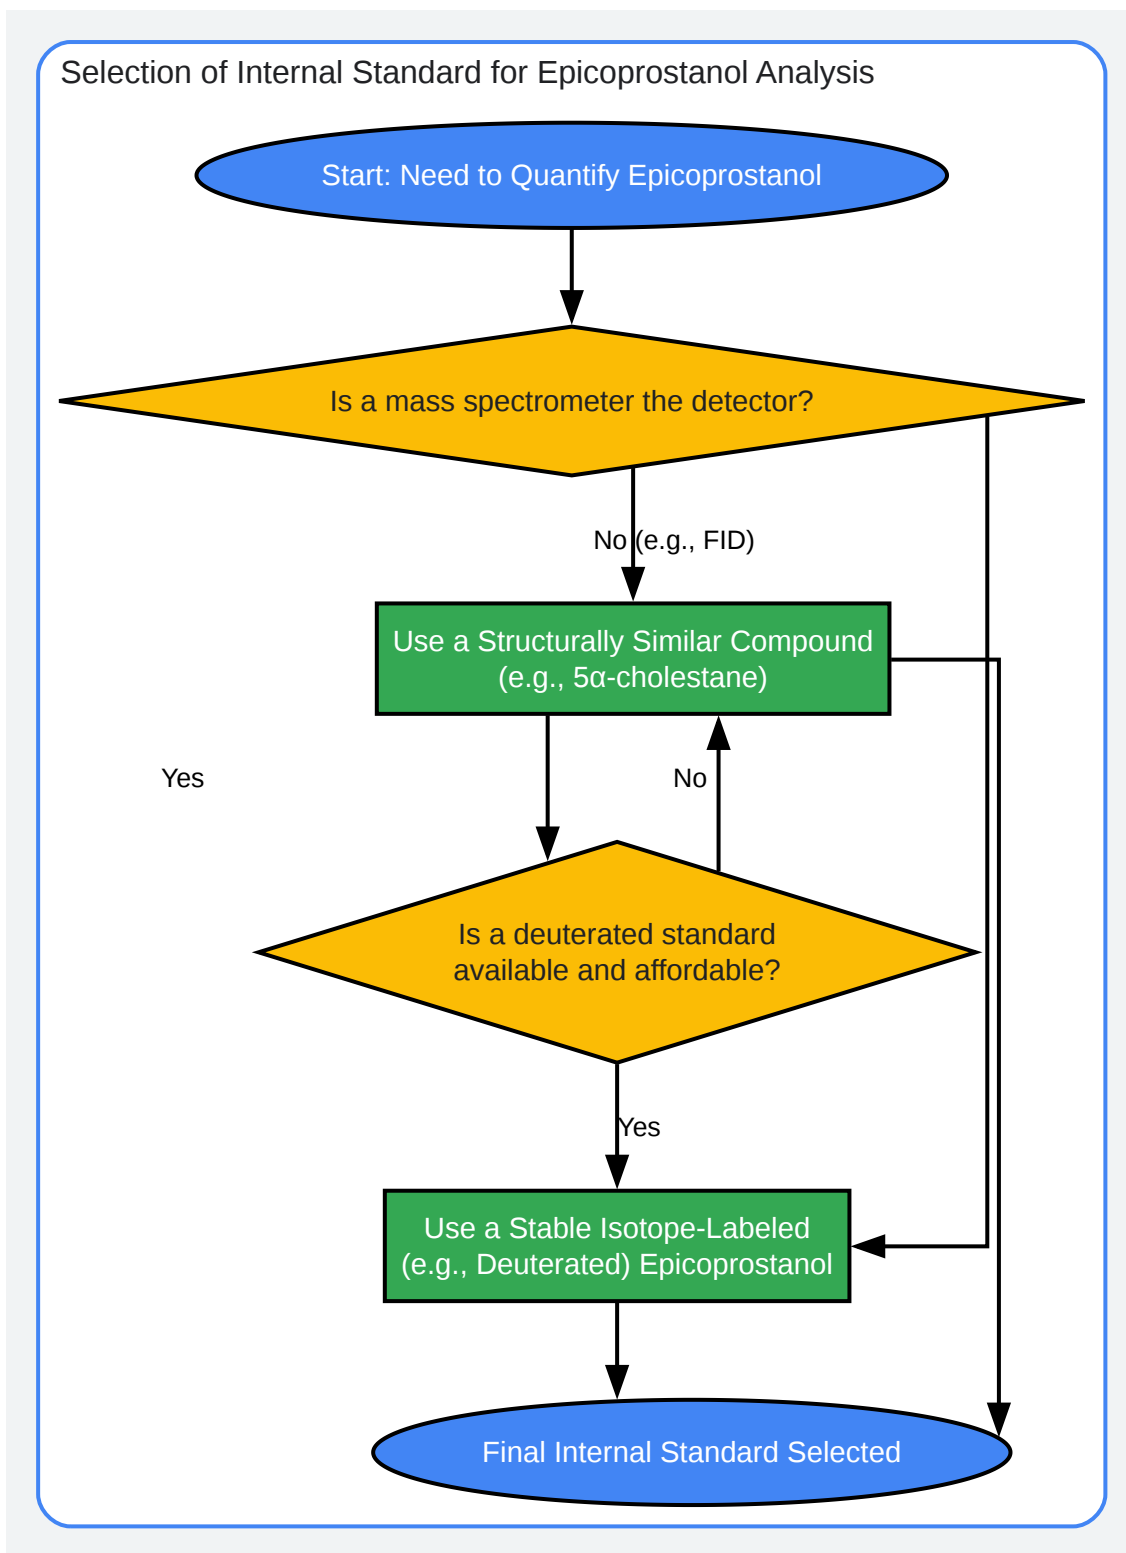 Selection of Internal Standard for Epicoprostanol Analysis
Start: Need to Quantify Epicoprostanol
Is a mass spectrometer the detector?
No (e.g., FID)
Use a Structurally Similar Compound
(e.g., 5α-cholestane)
Yes
No
Is a deuterated standard
available and affordable?
Yes
Use a Stable Isotope-Labeled
(e.g., Deuterated) Epicoprostanol
Final Internal Standard Selected